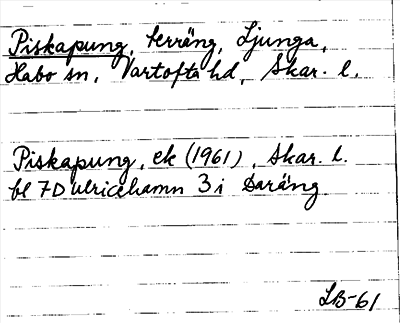 Piskapung, terräng, Ljunga,
Habo sn, Vartofta hd, Skar. l.
Piskapung, ek (1961), Skar. l.
bl 7D Ulricehamn 3 i Daräng
LB-61